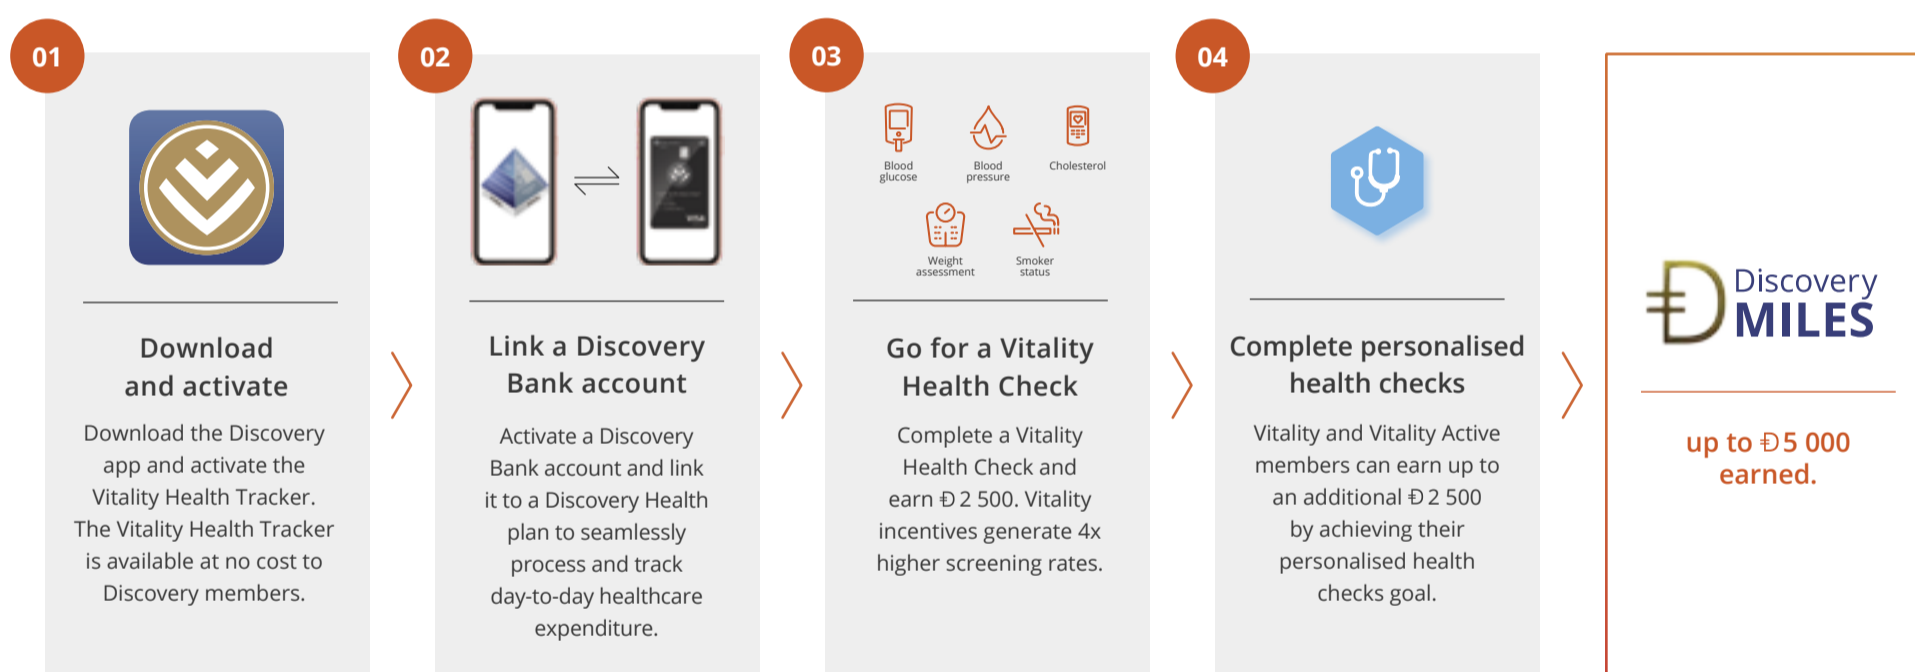 01
Download
and activate
Download the Discovery
app and activate the
Vitality Health Tracker.
The Vitality Health Tracker
is available at no cost to
Discovery members.
02
VISA
Link a Discovery
Bank account
Activate a Discovery
Bank account and link
it to a Discovery Health
plan to seamlessly
process and track
day-to-day healthcare
expenditure.
03
Blood
glucose
Blood
pressure
Cholesterol
Weight
assessment
Smoker
status
Go for a Vitality
Health Check
Complete a Vitality
Health Check and
earn Đ 2 500. Vitality
incentives generate 4x
higher screening rates.
04
Complete personalised
health checks
Vitality and Vitality Active
members can earn up to
an additional Đ 2 500
by achieving their
personalised health
checks goal.
Discovery
MILES
up to Đ 5 000
earned.